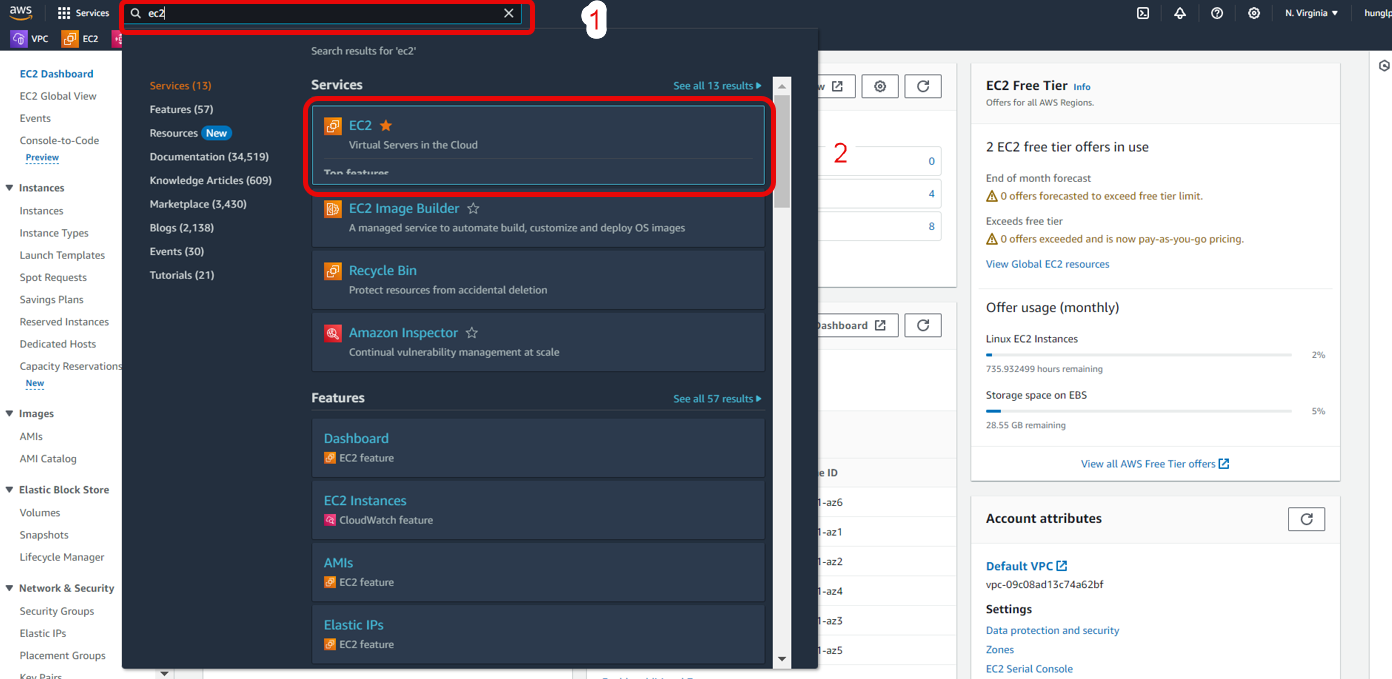 aws
Services
ec2
1
N. Virginia
VPC
EC2
Search results for 'ec2'
Services (13)
Features (57)
Resources New
Documentation (34,519)
Knowledge Articles (609)
Marketplace (3,430)
Blogs (2,138)
Events (30)
Tutorials (21)
Services
See all 13 results
EC2
Virtual Servers in the Cloud
Top features
EC2 Image Builder
A managed service to automate build, customize and deploy OS images
Recycle Bin
Protect resources from accidental deletion
Amazon Inspector
Continual vulnerability management at scale
Features
See all 57 results
Dashboard
EC2 feature
EC2 Instances
CloudWatch feature
AMIs
EC2 feature
Elastic IPs
EC2 feature
EC2 Dashboard
EC2 Global View
Events
Console-to-Code
Preview
Instances
Instances
Instance Types
Launch Templates
Spot Requests
Savings Plans
Reserved Instances
Dedicated Hosts
Capacity Reservations
New
Images
AMIs
AMI Catalog
Elastic Block Store
Volumes
Snapshots
Lifecycle Manager
Network & Security
Security Groups
Elastic IPs
Placement Groups
Key Pairs
2
0
4
8
Dashboard
e ID
1-az6
1-az1
1-az2
1-az4
1-az3
1-az5
EC2 Free Tier Info
Offers for all AWS Regions.
2 EC2 free tier offers in use
End of month forecast
0 offers forecasted to exceed free tier limit.
Exceeds free tier
0 offers exceeded and is now pay-as-you-go pricing.
View Global EC2 resources
Offer usage (monthly)
Linux EC2 Instances
2%
735.932499 hours remaining
Storage space on EBS
5%
28.55 GB remaining
View all AWS Free Tier offers
Account attributes
Default VPC
vpc-09c08ad13c74a62bf
Settings
Data protection and security
Zones
EC2 Serial Console